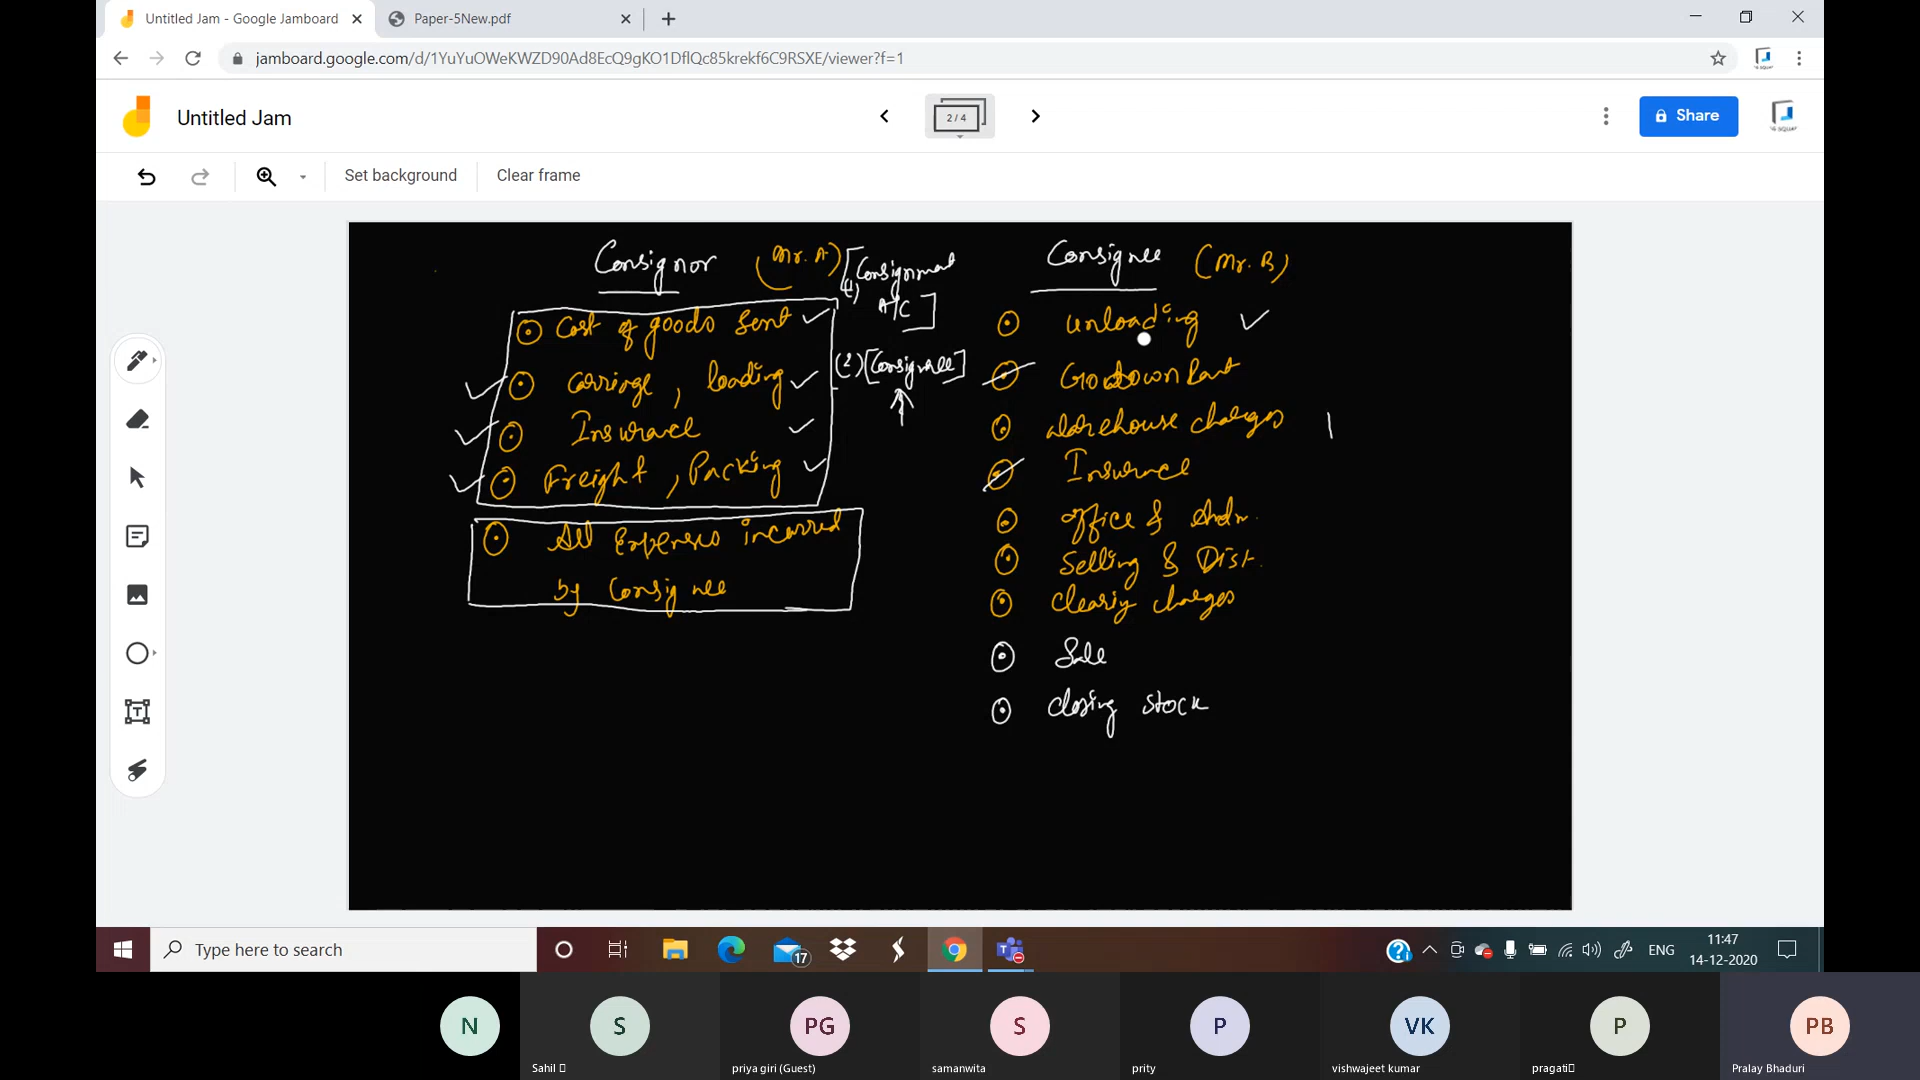 Untitled Jam - Google Jamboard
Paper-5New.pdf
jamboard.google.com/d/1YuYuOWeKWZD90Ad8EcQ9gKO1DflQc85krekf6C9RSXE/viewer?f=1
Untitled Jam
2 / 4
Share
Set background
Clear frame
Consignor (Mr. A)
(1) [Consignment
A/C]
(2) [Consignee]
Cost of goods sent
Carriage, loading
Insurance
Freight, Packing
All Expenses incurred
by Consignee
Consignee (Mr. B)
unloading
Godown Rent
Warehouse charges
Insurance
Office & Adm.
Selling & Dist.
clearing charges
Sale
closing stock
Type here to search
17
ENG
11:47
14-12-2020
N
S
PG
S
P
VK
P
PB
Sahil
priya giri (Guest)
samanwita
prity
vishwajeet kumar
pragati
Pralay Bhaduri